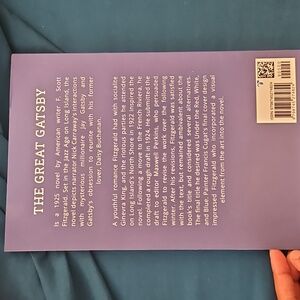 THE GREAT GATSBY
Is a 1925 novel by American writer F. Scott
Fitzgerald. Set in the Jazz Age on Long Island, the
novel depicts narrator Nick Carraway's interactions
with mysterious millionaire Jay Gatsby and
Gatsby's obsession to reunite with his former
lover, Daisy Buchanan.
A youthful romance Fitzgerald had with socialite
Ginevra King, and the riotous parties he attended
on Long Island's North Shore in 1922 inspired the
novel. Following a move to the French Riviera, he
completed a rough draft in 1924. He submitted the
draft to editor Maxwell Perkins, who persuaded
Fitzgerald to revise the work over the following
winter. After his revisions, Fitzgerald was satisfied
with the text, but remained ambivalent about the
book's title and considered several alternatives.
The final title he desired was Under the Red, White,
and Blue. Painter Francis Cugat's final cover design
impressed Fitzgerald who incorporated a visual
element from the art into the novel.